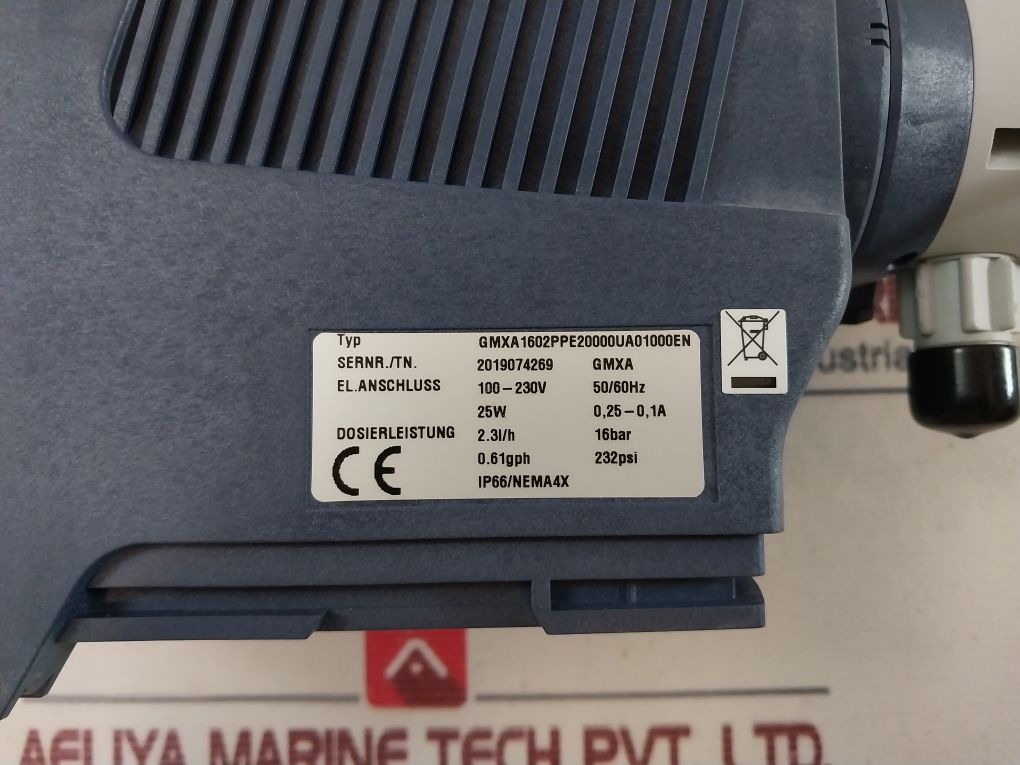 Typ GMXA1602PPE20000UA01000EN
SERNR./TN. 2019074269 GMXA
EL.ANSCHLUSS 100–230V 50/60Hz
25W 0,25–0,1A
DOSIERLEISTUNG 2.3l/h 16bar
0.61gph 232psi
IP66/NEMA4X
CE
AELIYA MARINE TECH PVT. LTD.